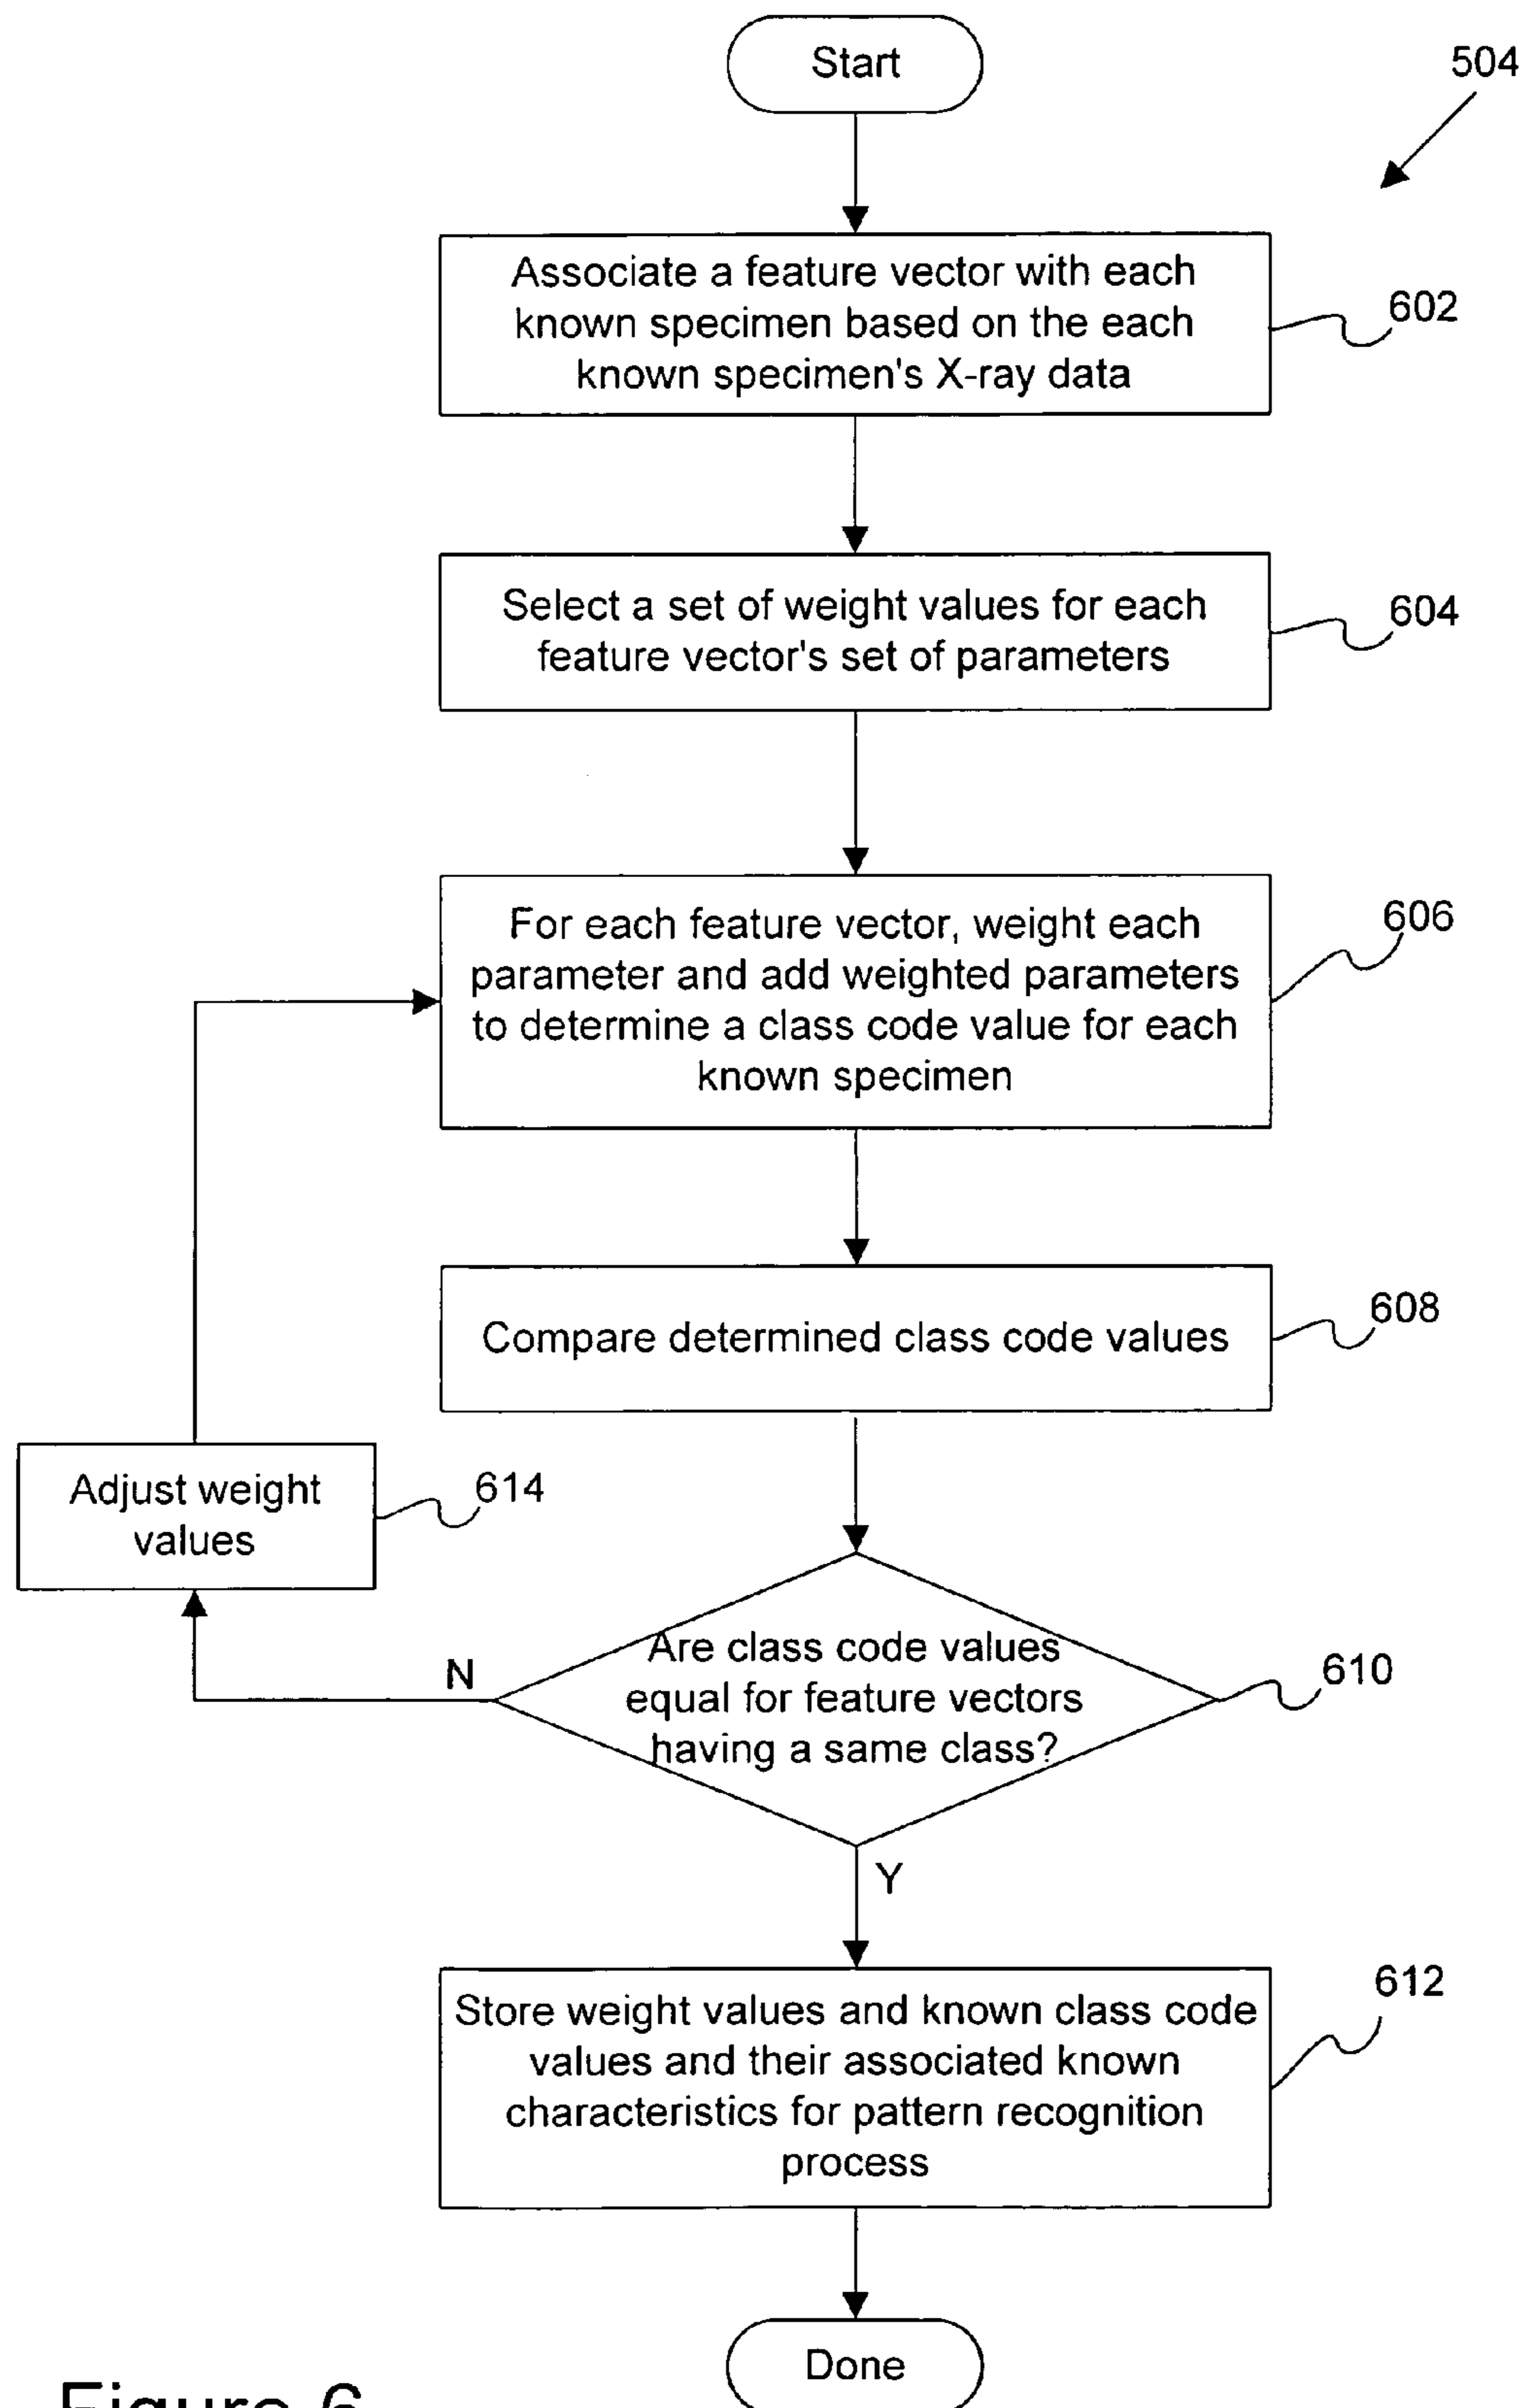 Start
504
Associate a feature vector with each
known specimen based on the each
known specimen's X-ray data
602
Select a set of weight values for each
feature vector's set of parameters
604
For each feature vector, weight each
parameter and add weighted parameters
to determine a class code value for each
known specimen
606
Compare determined class code values
608
Adjust weight
values
614
Are class code values
equal for feature vectors
having a same class?
610
N
Y
Store weight values and known class code
values and their associated known
characteristics for pattern recognition
process
612
Done
Figure 6